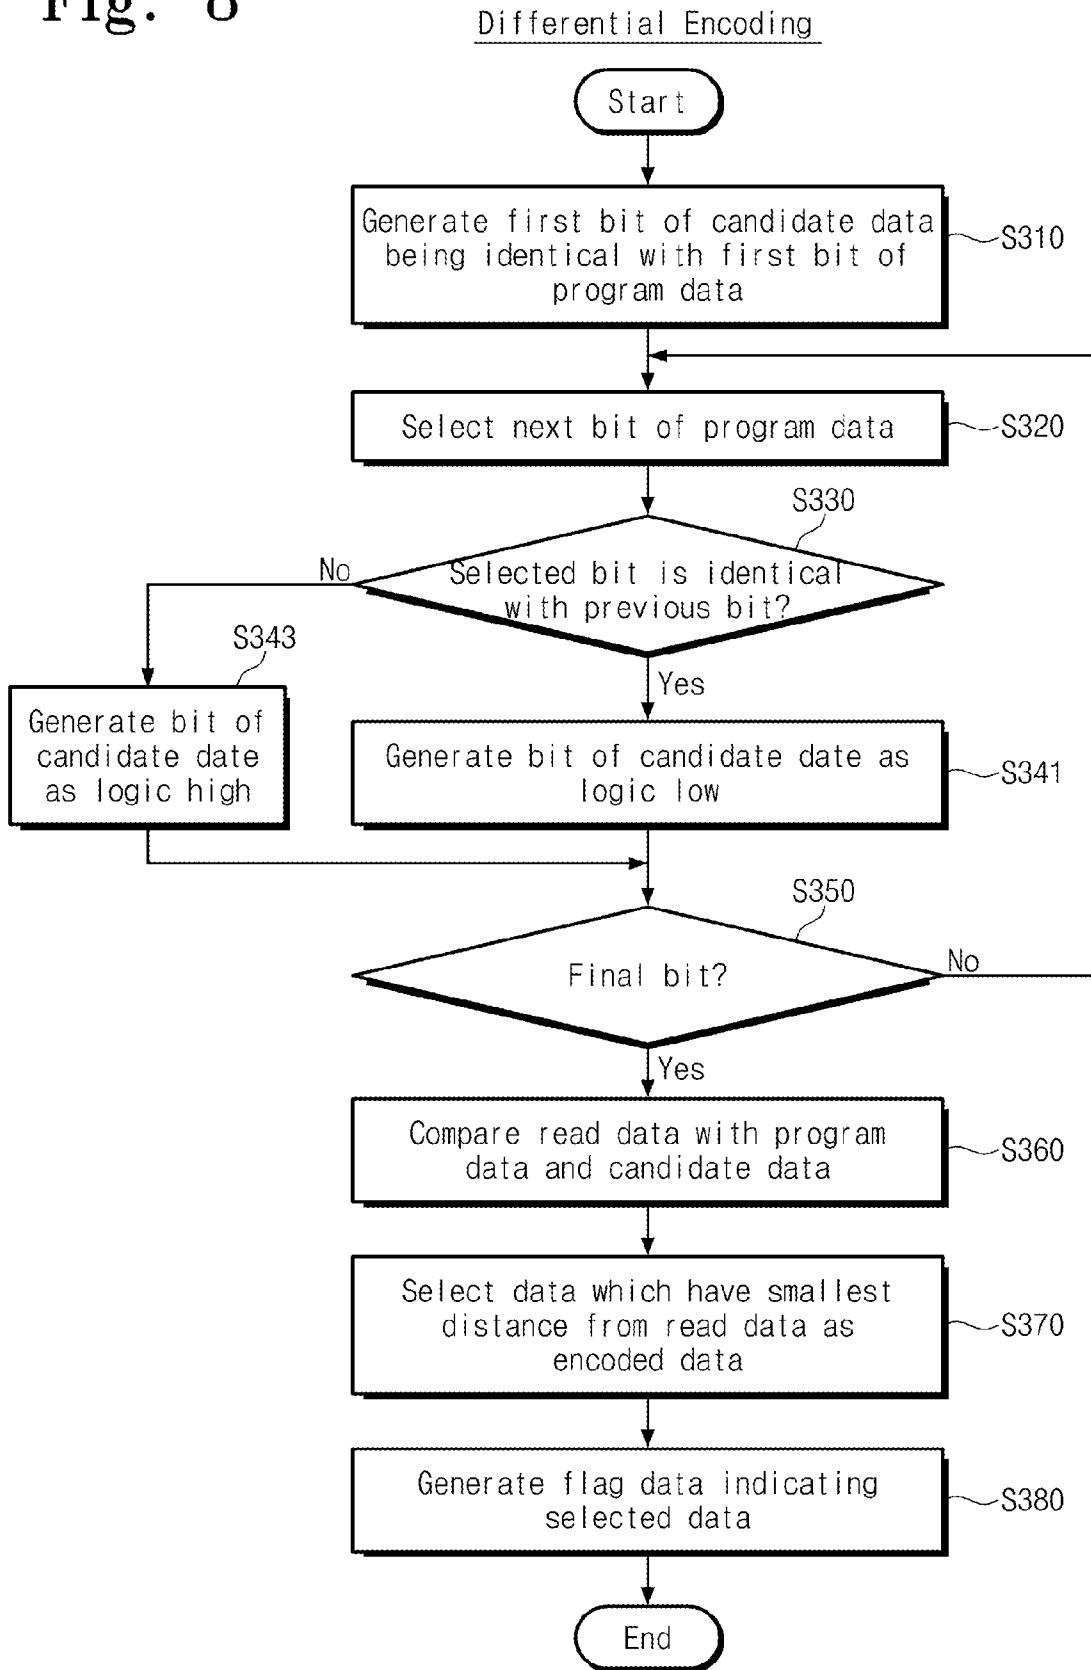 Fig. 8
Differential Encoding
Start
Generate first bit of candidate data
being identical with first bit of
program data
S310
Select next bit of program data
S320
S330
Selected bit is identical
with previous bit?
No
Yes
S343
Generate bit of
candidate date
as logic high
Generate bit of candidate date as
logic low
S341
S350
Final bit?
No
Yes
Compare read data with program
data and candidate data
S360
Select data which have smallest
distance from read data as
encoded data
S370
Generate flag data indicating
selected data
S380
End